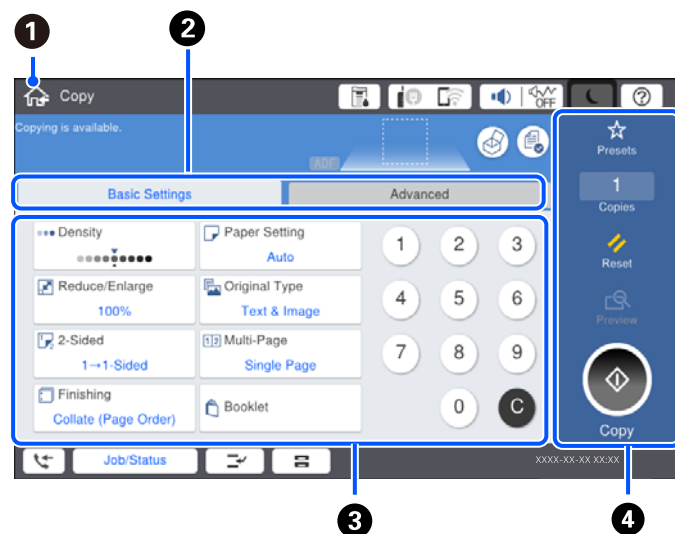 1
2
Copy
OFF
?
Copying is available.
ADF
Presets
1
Copies
Basic Settings
Advanced
Density
Paper Setting
Auto
1
2
3
Reset
Reduce/Enlarge
100%
Original Type
Text & Image
4
5
6
Preview
2-Sided
1→1-Sided
1 2 Multi-Page
Single Page
7
8
9
Finishing
Collate (Page Order)
Booklet
0
C
Copy
Job/Status
XXXX-XX-XX XX:XX
3
4